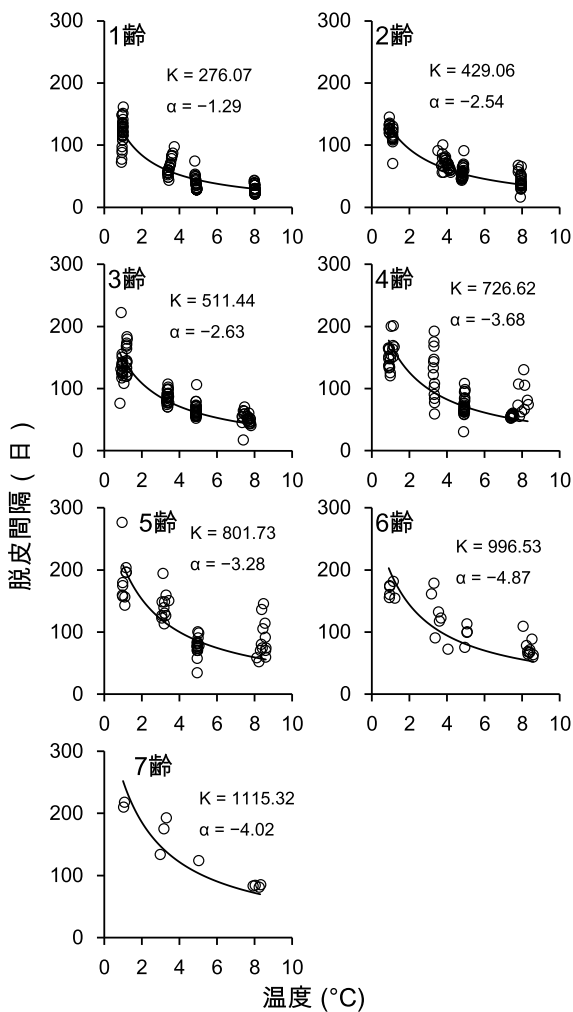 1齢
K = 276.07
α = −1.29
300
200
100
0
0 2 4 6 8 10
2齢
K = 429.06
α = −2.54
300
200
100
0
0 2 4 6 8 10
3齢
K = 511.44
α = −2.63
300
200
100
0
0 2 4 6 8 10
4齢
K = 726.62
α = −3.68
300
200
100
0
0 2 4 6 8 10
脱皮間隔 ( 日 )
5齢
K = 801.73
α = −3.28
300
200
100
0
0 2 4 6 8 10
6齢
K = 996.53
α = −4.87
300
200
100
0
0 2 4 6 8 10
7齢
K = 1115.32
α = −4.02
300
200
100
0
0 2 4 6 8 10
温度 (°C)